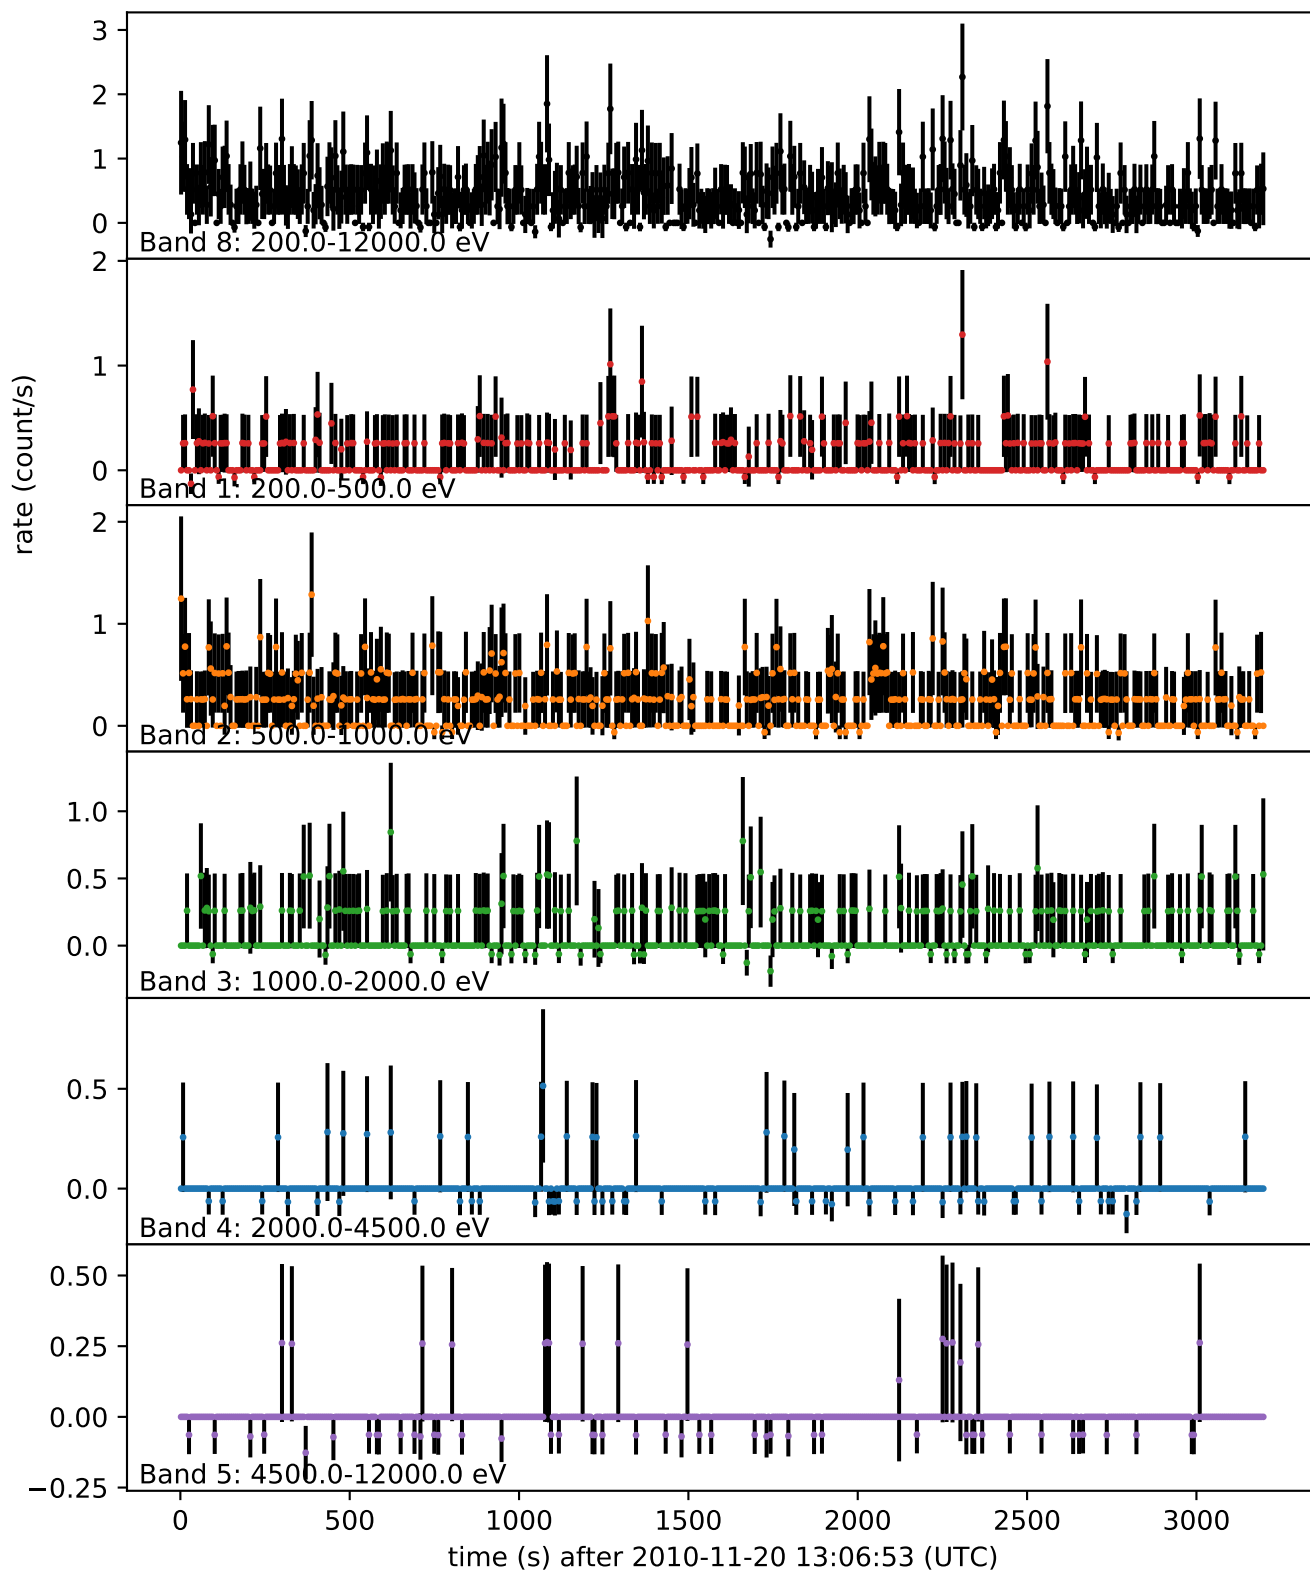 3
2
1
0
Band 8: 200.0-12000.0 eV
2
1
0
Band 1: 200.0-500.0 eV
rate (count/s)
2
1
0
Band 2: 500.0-1000.0 eV
1.0
0.5
0.0
Band 3: 1000.0-2000.0 eV
0.5
0.0
Band 4: 2000.0-4500.0 eV
0.50
0.25
0.00
−0.25
Band 5: 4500.0-12000.0 eV
0 500 1000 1500 2000 2500 3000
time (s) after 2010-11-20 13:06:53 (UTC)